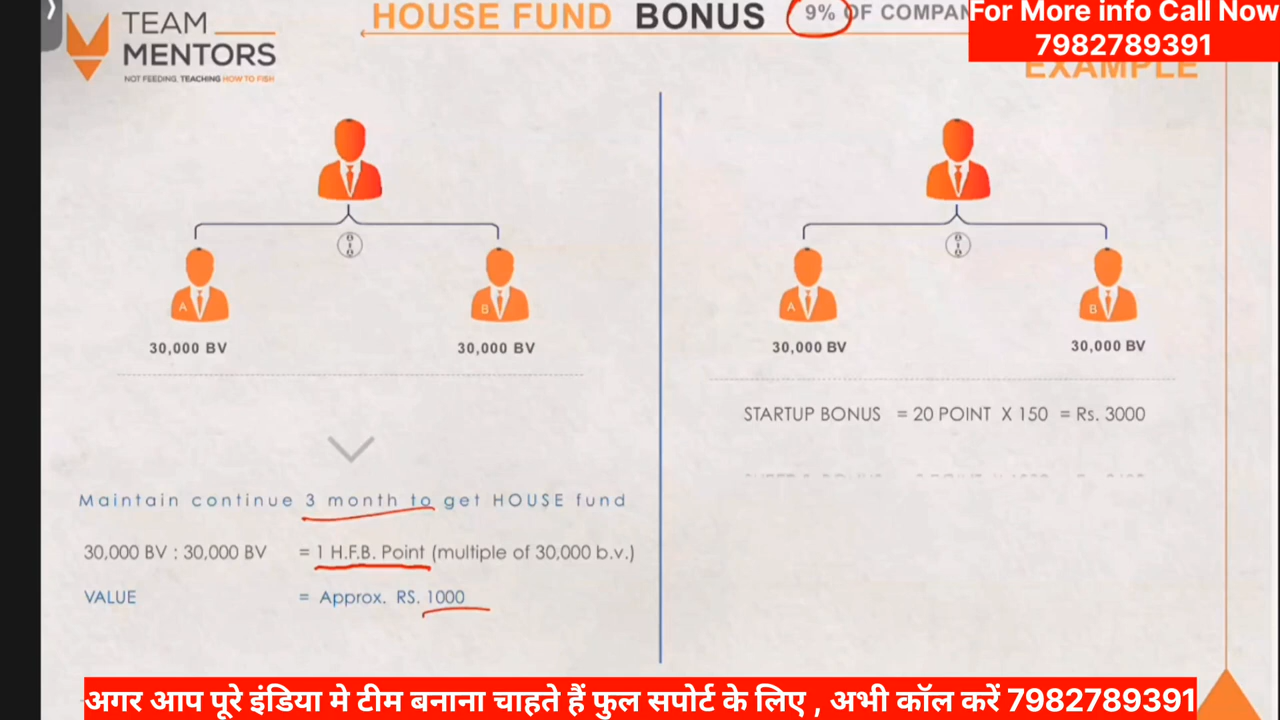 TEAM
MENTORS
NOT FEEDING, TEACHING HOW TO FISH
HOUSE FUND BONUS 9% OF COMPAN
For More info Call Now
7982789391
EXAMPLE
A
B
30,000 BV
30,000 BV
Maintain continue 3 month to get HOUSE fund
30,000 BV : 30,000 BV = 1 H.F.B. Point (multiple of 30,000 b.v.)
VALUE = Approx. RS. 1000
A
B
30,000 BV
30,000 BV
STARTUP BONUS = 20 POINT X 150 = Rs. 3000
अगर आप पूरे इंडिया मे टीम बनाना चाहते हैं फुल सपोर्ट के लिए , अभी कॉल करें 7982789391